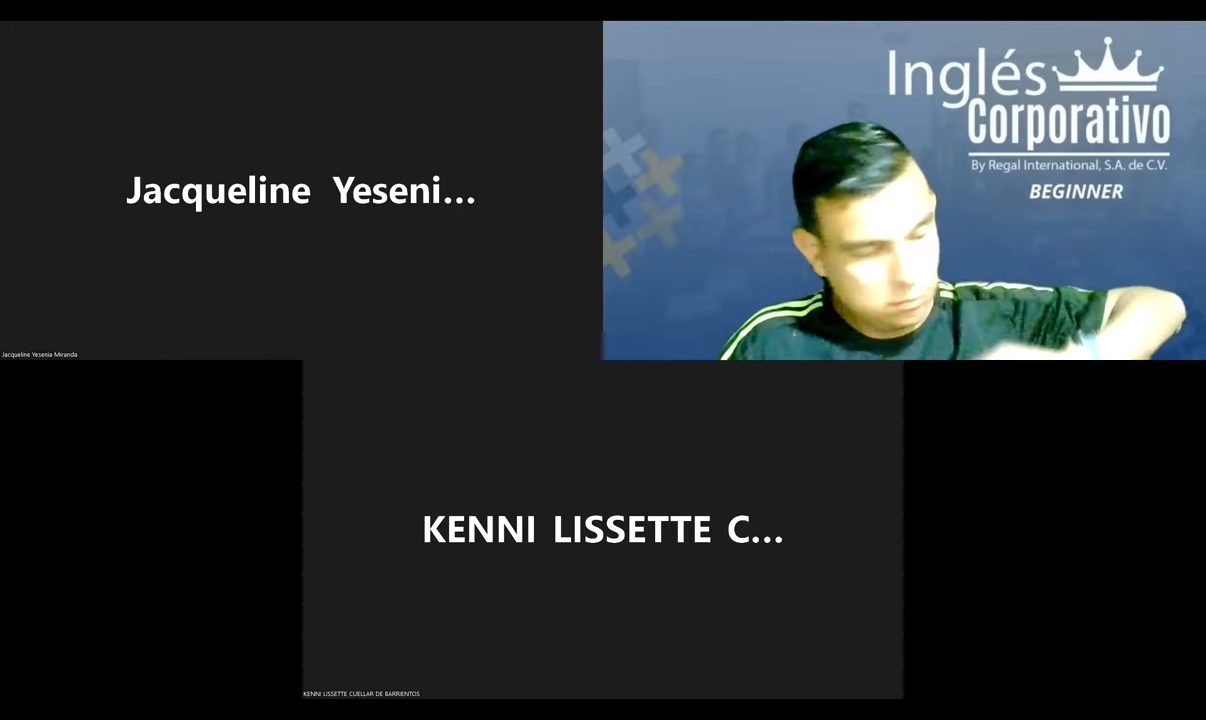 Jacqueline Yeseni...
Jacqueline Yesenia Miranda
Inglés
Corporativo
By Regal International, S.A. de C.V.
BEGINNER
KENNI LISSETTE C...
KENNI LISSETTE CUELLAR DE BARRIENTOS